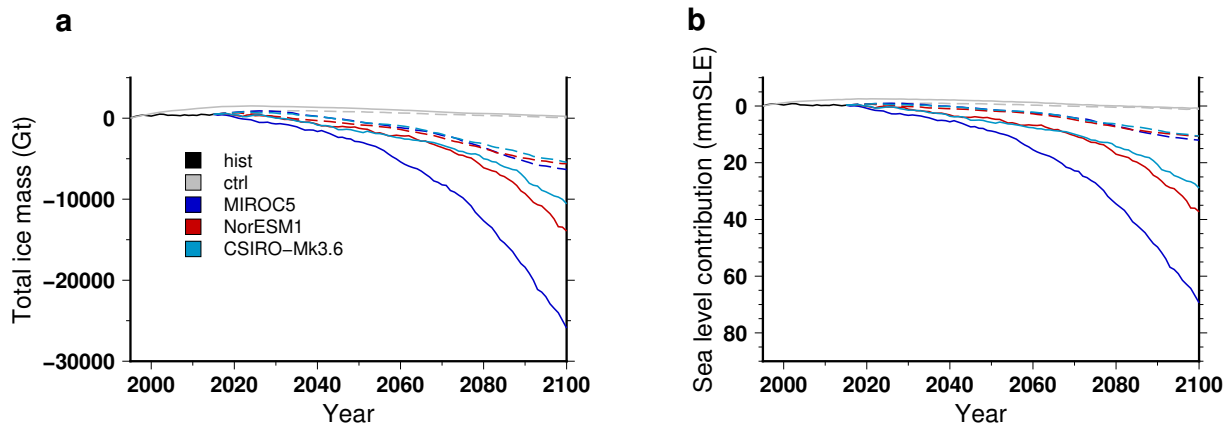 a
Total ice mass (Gt)
0
−10000
−20000
−30000
hist
ctrl
MIROC5
NorESM1
CSIRO−Mk3.6
2000 2020 2040 2060 2080 2100
Year
b
Sea level contribution (mmSLE)
0
20
40
60
80
2000 2020 2040 2060 2080 2100
Year